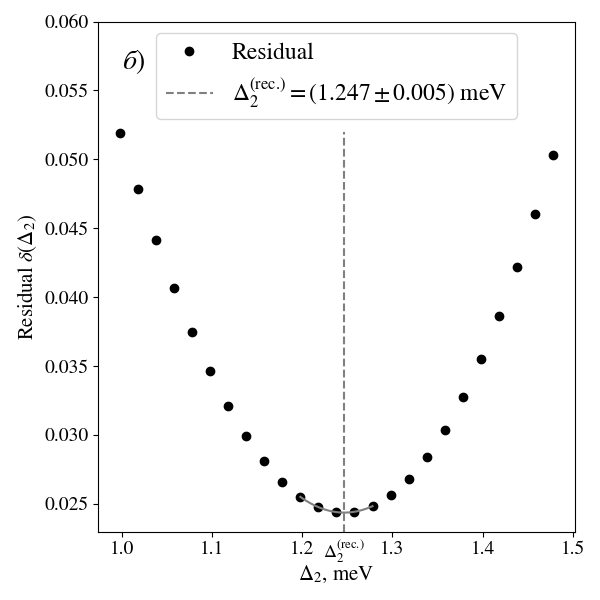 б)
Residual
Δ₂^(rec.) = (1.247 ± 0.005) meV
Residual δ(Δ₂)
0.060
0.055
0.050
0.045
0.040
0.035
0.030
0.025
1.0 1.1 1.2 Δ₂^(rec.) 1.3 1.4 1.5
Δ₂, meV